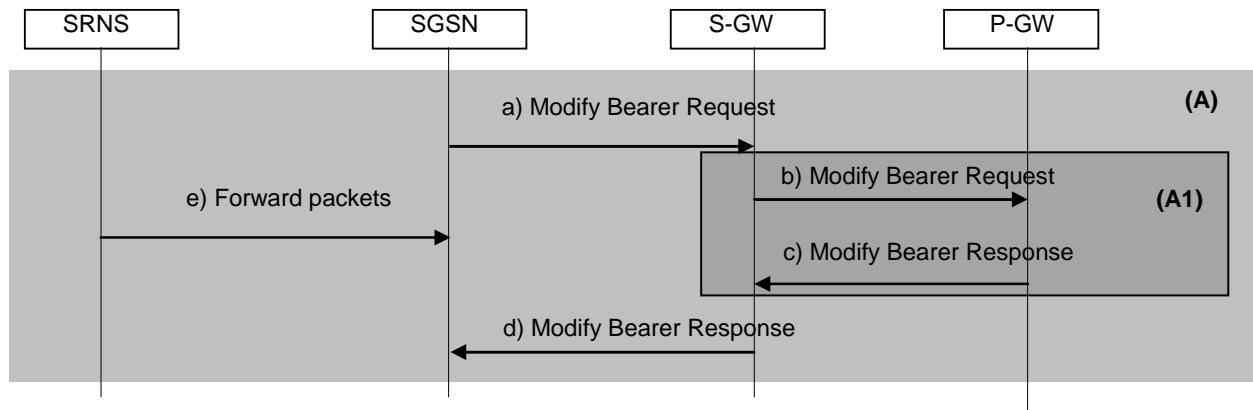 SRNS
SGSN
S-GW
P-GW
(A)
a) Modify Bearer Request
b) Modify Bearer Request
(A1)
e) Forward packets
c) Modify Bearer Response
d) Modify Bearer Response